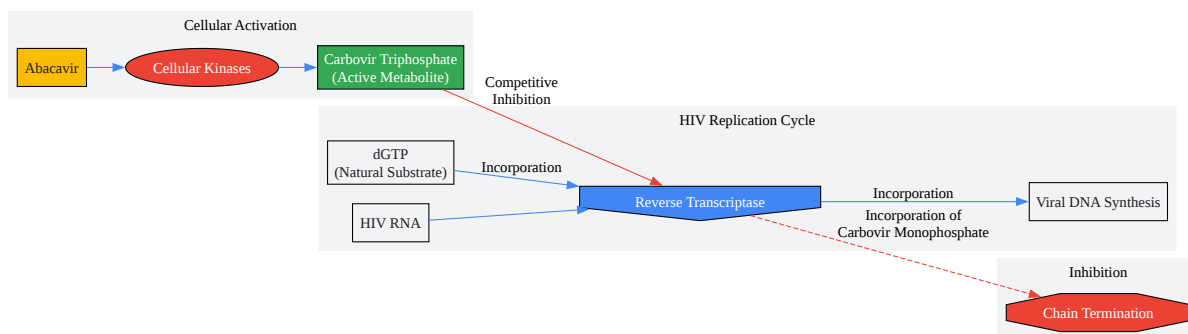 Cellular Activation
Abacavir
Cellular Kinases
Carbovir Triphosphate
(Active Metabolite)
Competitive
Inhibition
HIV Replication Cycle
dGTP
(Natural Substrate)
Incorporation
HIV RNA
Reverse Transcriptase
Incorporation
Incorporation of
Carbovir Monophosphate
Viral DNA Synthesis
Inhibition
Chain Termination